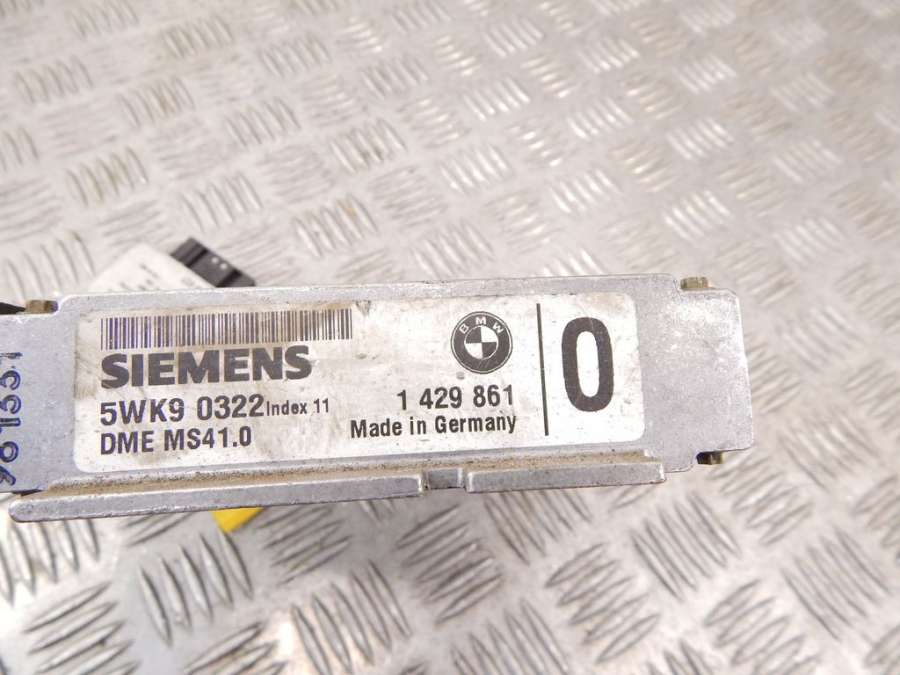 SIEMENS
5WK9 0322 Index 11
DME MS41.0
BMW
1 429 861
Made in Germany
0